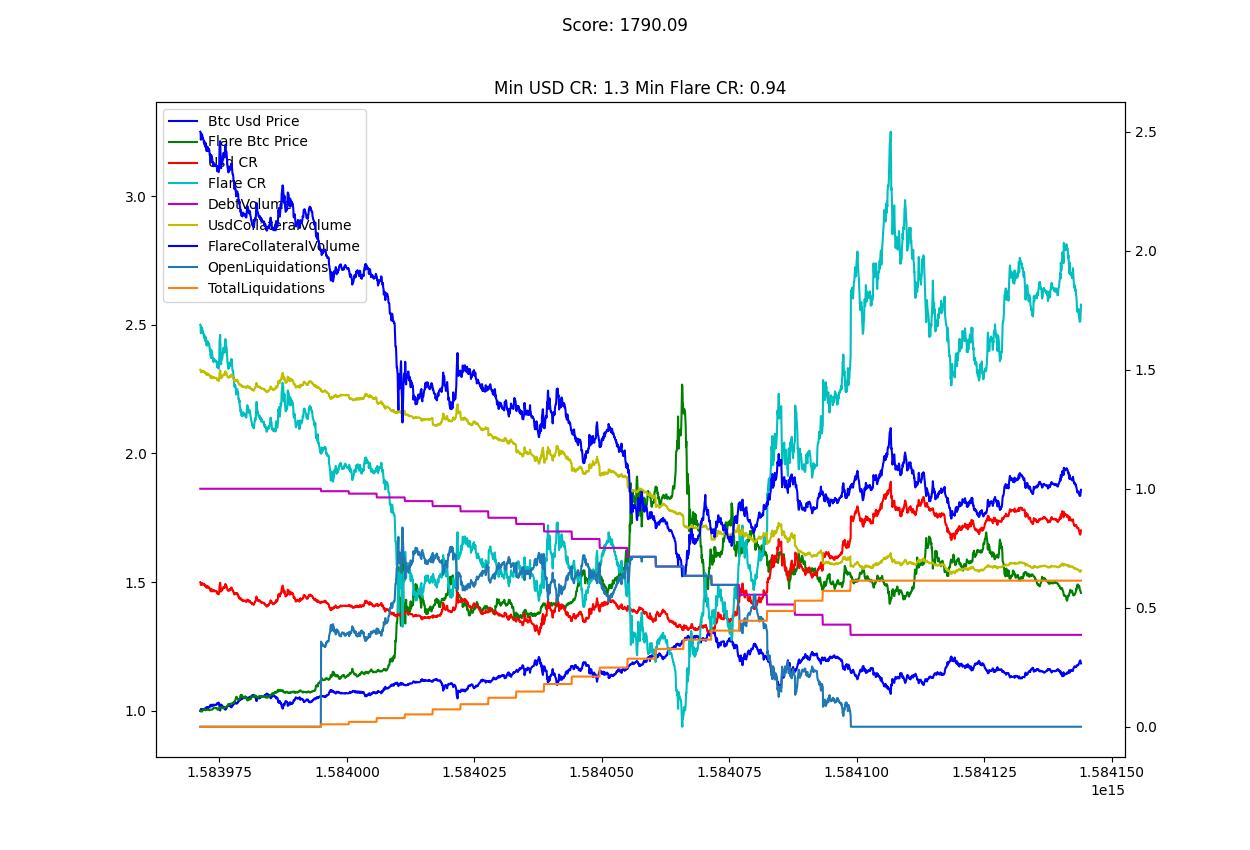 Score: 1790.09
Min USD CR: 1.3 Min Flare CR: 0.94
Btc Usd Price
Flare Btc Price
Usd CR
Flare CR
DebtVolume
UsdCollateralVolume
FlareCollateralVolume
OpenLiquidations
TotalLiquidations
3.0
2.5
2.0
1.5
1.0
2.5
2.0
1.5
1.0
0.5
0.0
1.583975
1.584000
1.584025
1.584050
1.584075
1.584100
1.584125
1.584150
1e15